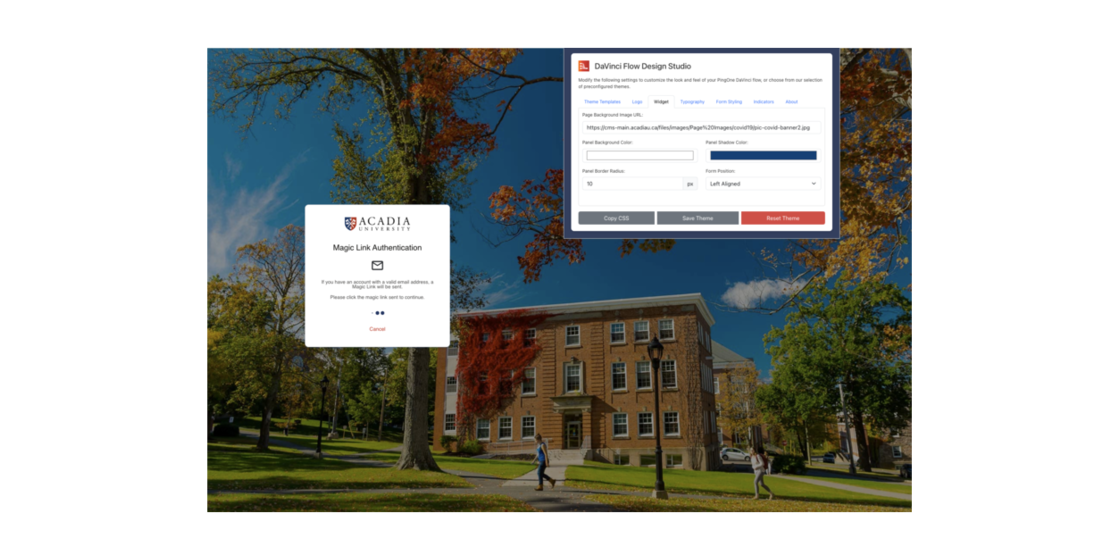 DaVinci Flow Design Studio
Modify the following settings to customize the look and feel of your PingOne DaVinci flow, or choose from our selection
of preconfigured themes.
Theme Templates Logo Widget Typography Form Styling Indicators About
Page Background Image URL:
https://cms-main.acadiau.ca/files/images/Page%20Images/covid19/pic-covid-banner2.jpg
Panel Background Color: Panel Shadow Color:
Panel Border Radius: Form Position:
10 px Left Aligned
Copy CSS Save Theme Reset Theme
ACADIA
UNIVERSITY
Magic Link Authentication
If you have an account with a valid email address, a
Magic Link will be sent.
Please click the magic link sent to continue.
Cancel